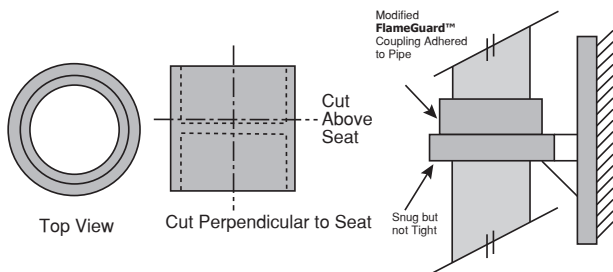 Modified
FlameGuard™
Coupling Adhered
to Pipe
Cut
Above
Seat
Top View
Cut Perpendicular to Seat
Snug but
not Tight